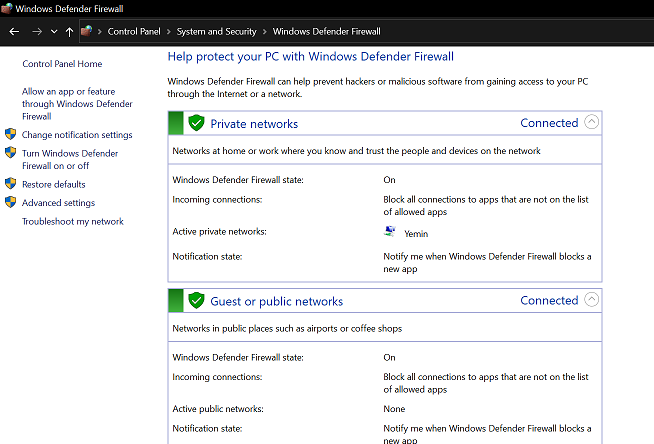 Windows Defender Firewall
Control Panel > System and Security > Windows Defender Firewall
Control Panel Home
Allow an app or feature
through Windows Defender
Firewall
Change notification settings
Turn Windows Defender
Firewall on or off
Restore defaults
Advanced settings
Troubleshoot my network
Help protect your PC with Windows Defender Firewall
Windows Defender Firewall can help prevent hackers or malicious software from gaining access to your PC
through the Internet or a network.
Private networks Connected
Networks at home or work where you know and trust the people and devices on the network
Windows Defender Firewall state: On
Incoming connections: Block all connections to apps that are not on the list
of allowed apps
Active private networks: Yemin
Notification state: Notify me when Windows Defender Firewall blocks a
new app
Guest or public networks Connected
Networks in public places such as airports or coffee shops
Windows Defender Firewall state: On
Incoming connections: Block all connections to apps that are not on the list
of allowed apps
Active public networks: None
Notification state: Notify me when Windows Defender Firewall blocks a
new app